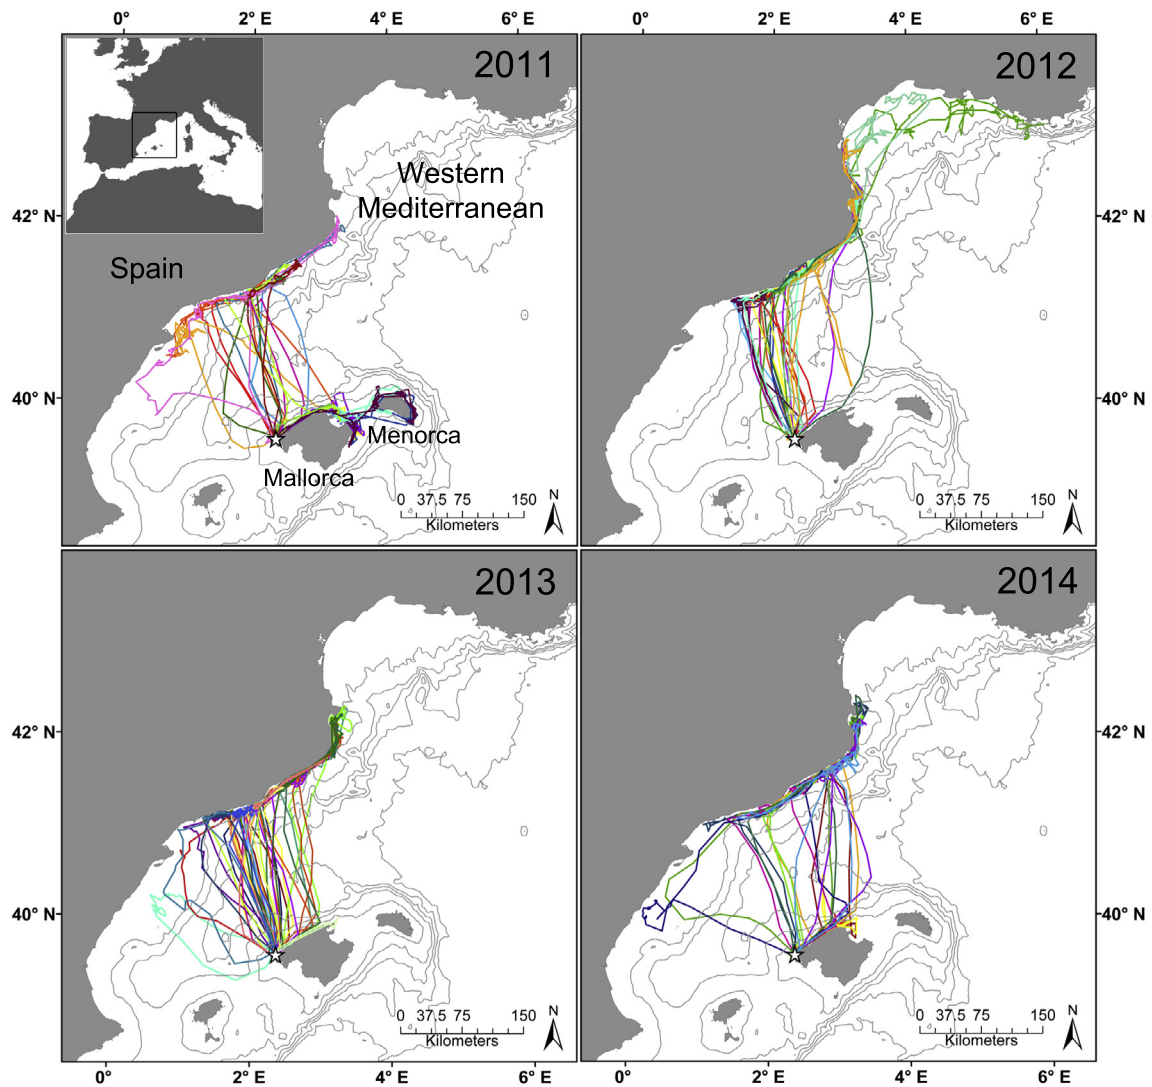 0° 2° E 4° E 6° E 0° 2° E 4° E 6° E
2011
2012
Western
Mediterranean
42° N
42° N
Spain
40° N
40° N
Menorca
Mallorca
0 37.5 75 150
Kilometers
N
0 37.5 75 150
Kilometers
N
2013
2014
42° N
42° N
40° N
40° N
0 37.5 75 150
Kilometers
N
0 37.5 75 150
Kilometers
N
0° 2° E 4° E 6° E 0° 2° E 4° E 6° E